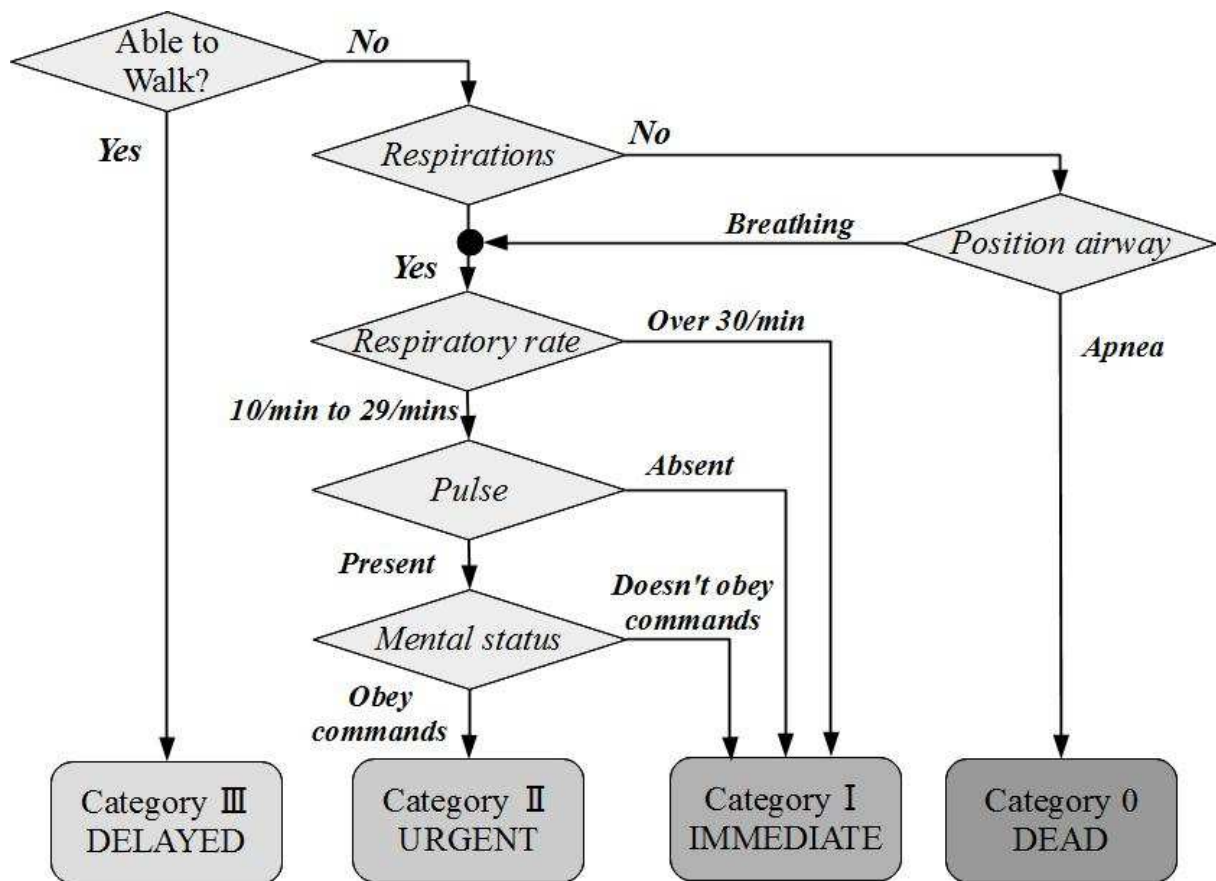 Able to
Walk?
No
Yes
Respirations
No
Breathing
Position airway
Yes
Respiratory rate
Over 30/min
Apnea
10/min to 29/mins
Pulse
Absent
Present
Mental status
Doesn't obey
commands
Obey
commands
Category Ⅲ
DELAYED
Category Ⅱ
URGENT
Category Ⅰ
IMMEDIATE
Category 0
DEAD